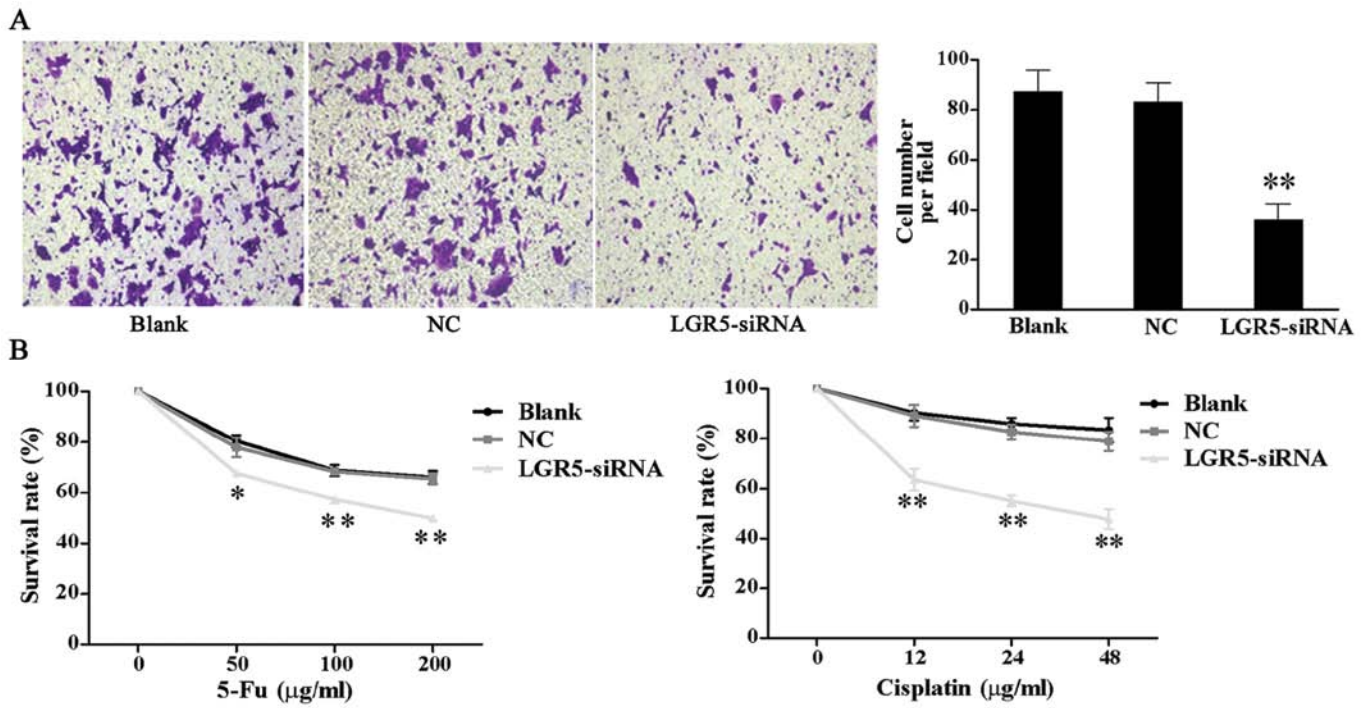 A
Blank
NC
LGR5-siRNA
Cell number
per field
100
80
60
40
20
0
**
Blank
NC
LGR5-siRNA
B
Survival rate (%)
100
80
60
40
20
0
Blank
NC
LGR5-siRNA
*
**
**
0 50 100 200
5-Fu (µg/ml)
Survival rate (%)
100
80
60
40
20
0
Blank
NC
LGR5-siRNA
**
**
**
0 12 24 48
Cisplatin (µg/ml)